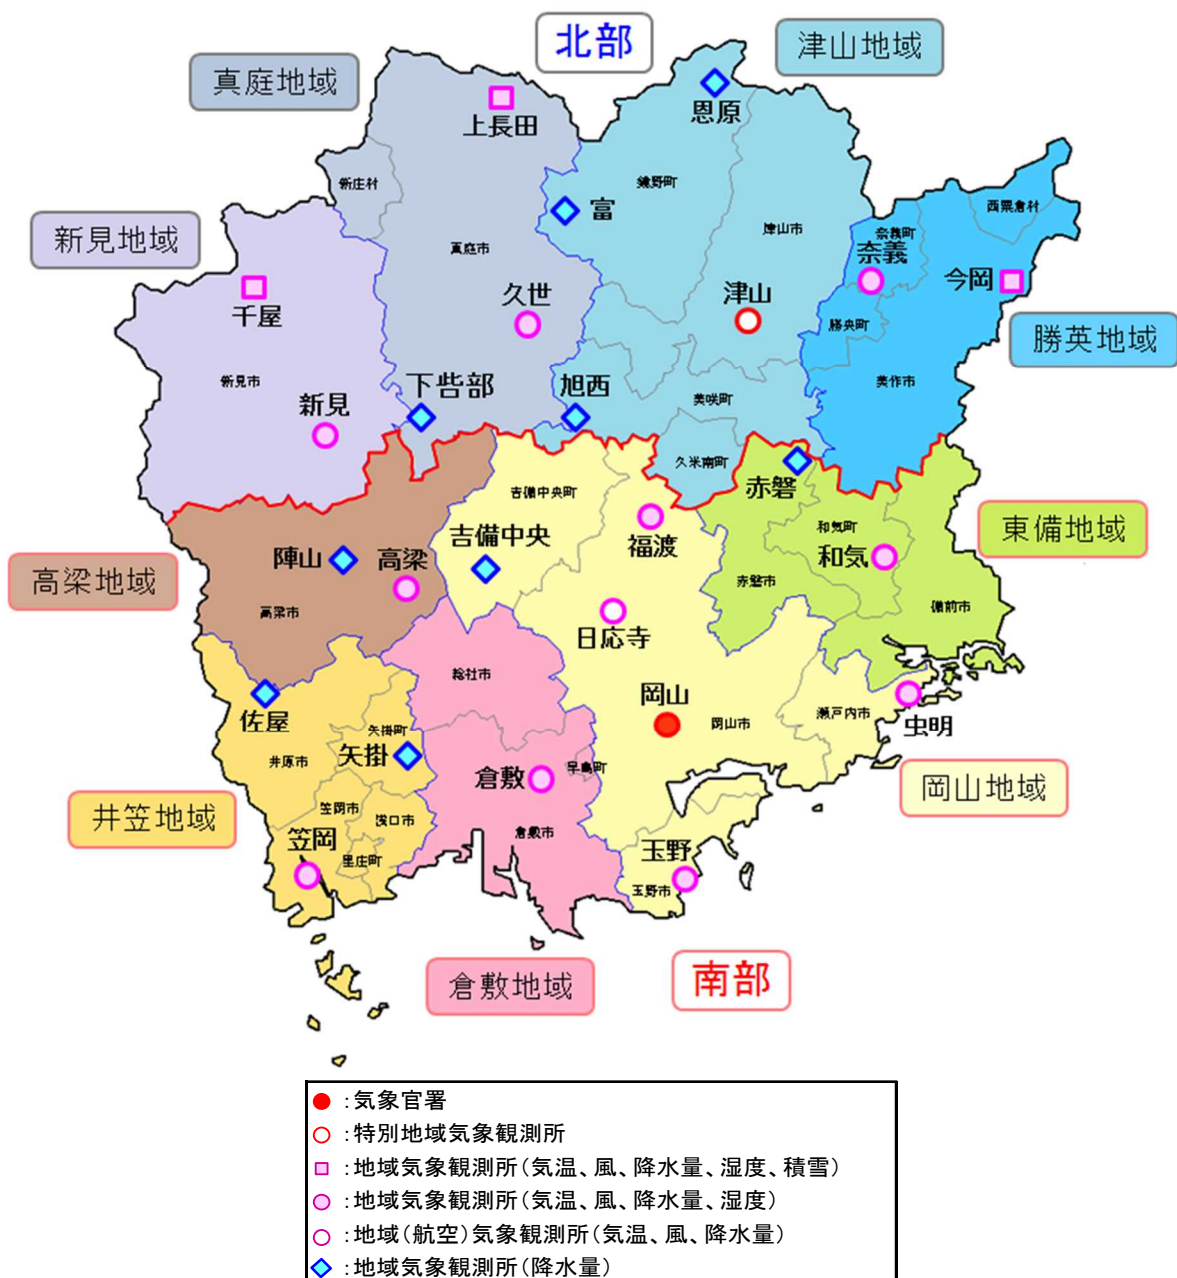 北部
津山地域
真庭地域
恩原
上長田
新庄村
鏡野町
西粟倉村
富
新見地域
真庭市
津山市
奈義町
奈義
今岡
千屋
久世
津山
勝央町
勝英地域
新見市
下呰部
旭西
美咲町
美作市
新見
久米南町
赤磐
吉備中央町
福渡
和気町
東備地域
吉備中央
陣山
高梁
和気
高梁地域
赤磐市
高梁市
備前市
日応寺
総社市
岡山
瀬戸内市
佐屋
矢掛町
岡山市
虫明
井原市
矢掛
早島町
倉敷
岡山地域
井笠地域
笠岡市
浅口市
倉敷市
笠岡
里庄町
玉野
玉野市
倉敷地域
南部
:気象官署
:特別地域気象観測所
:地域気象観測所(気温、風、降水量、湿度、積雪)
:地域気象観測所(気温、風、降水量、湿度)
:地域(航空)気象観測所(気温、風、降水量)
:地域気象観測所(降水量)